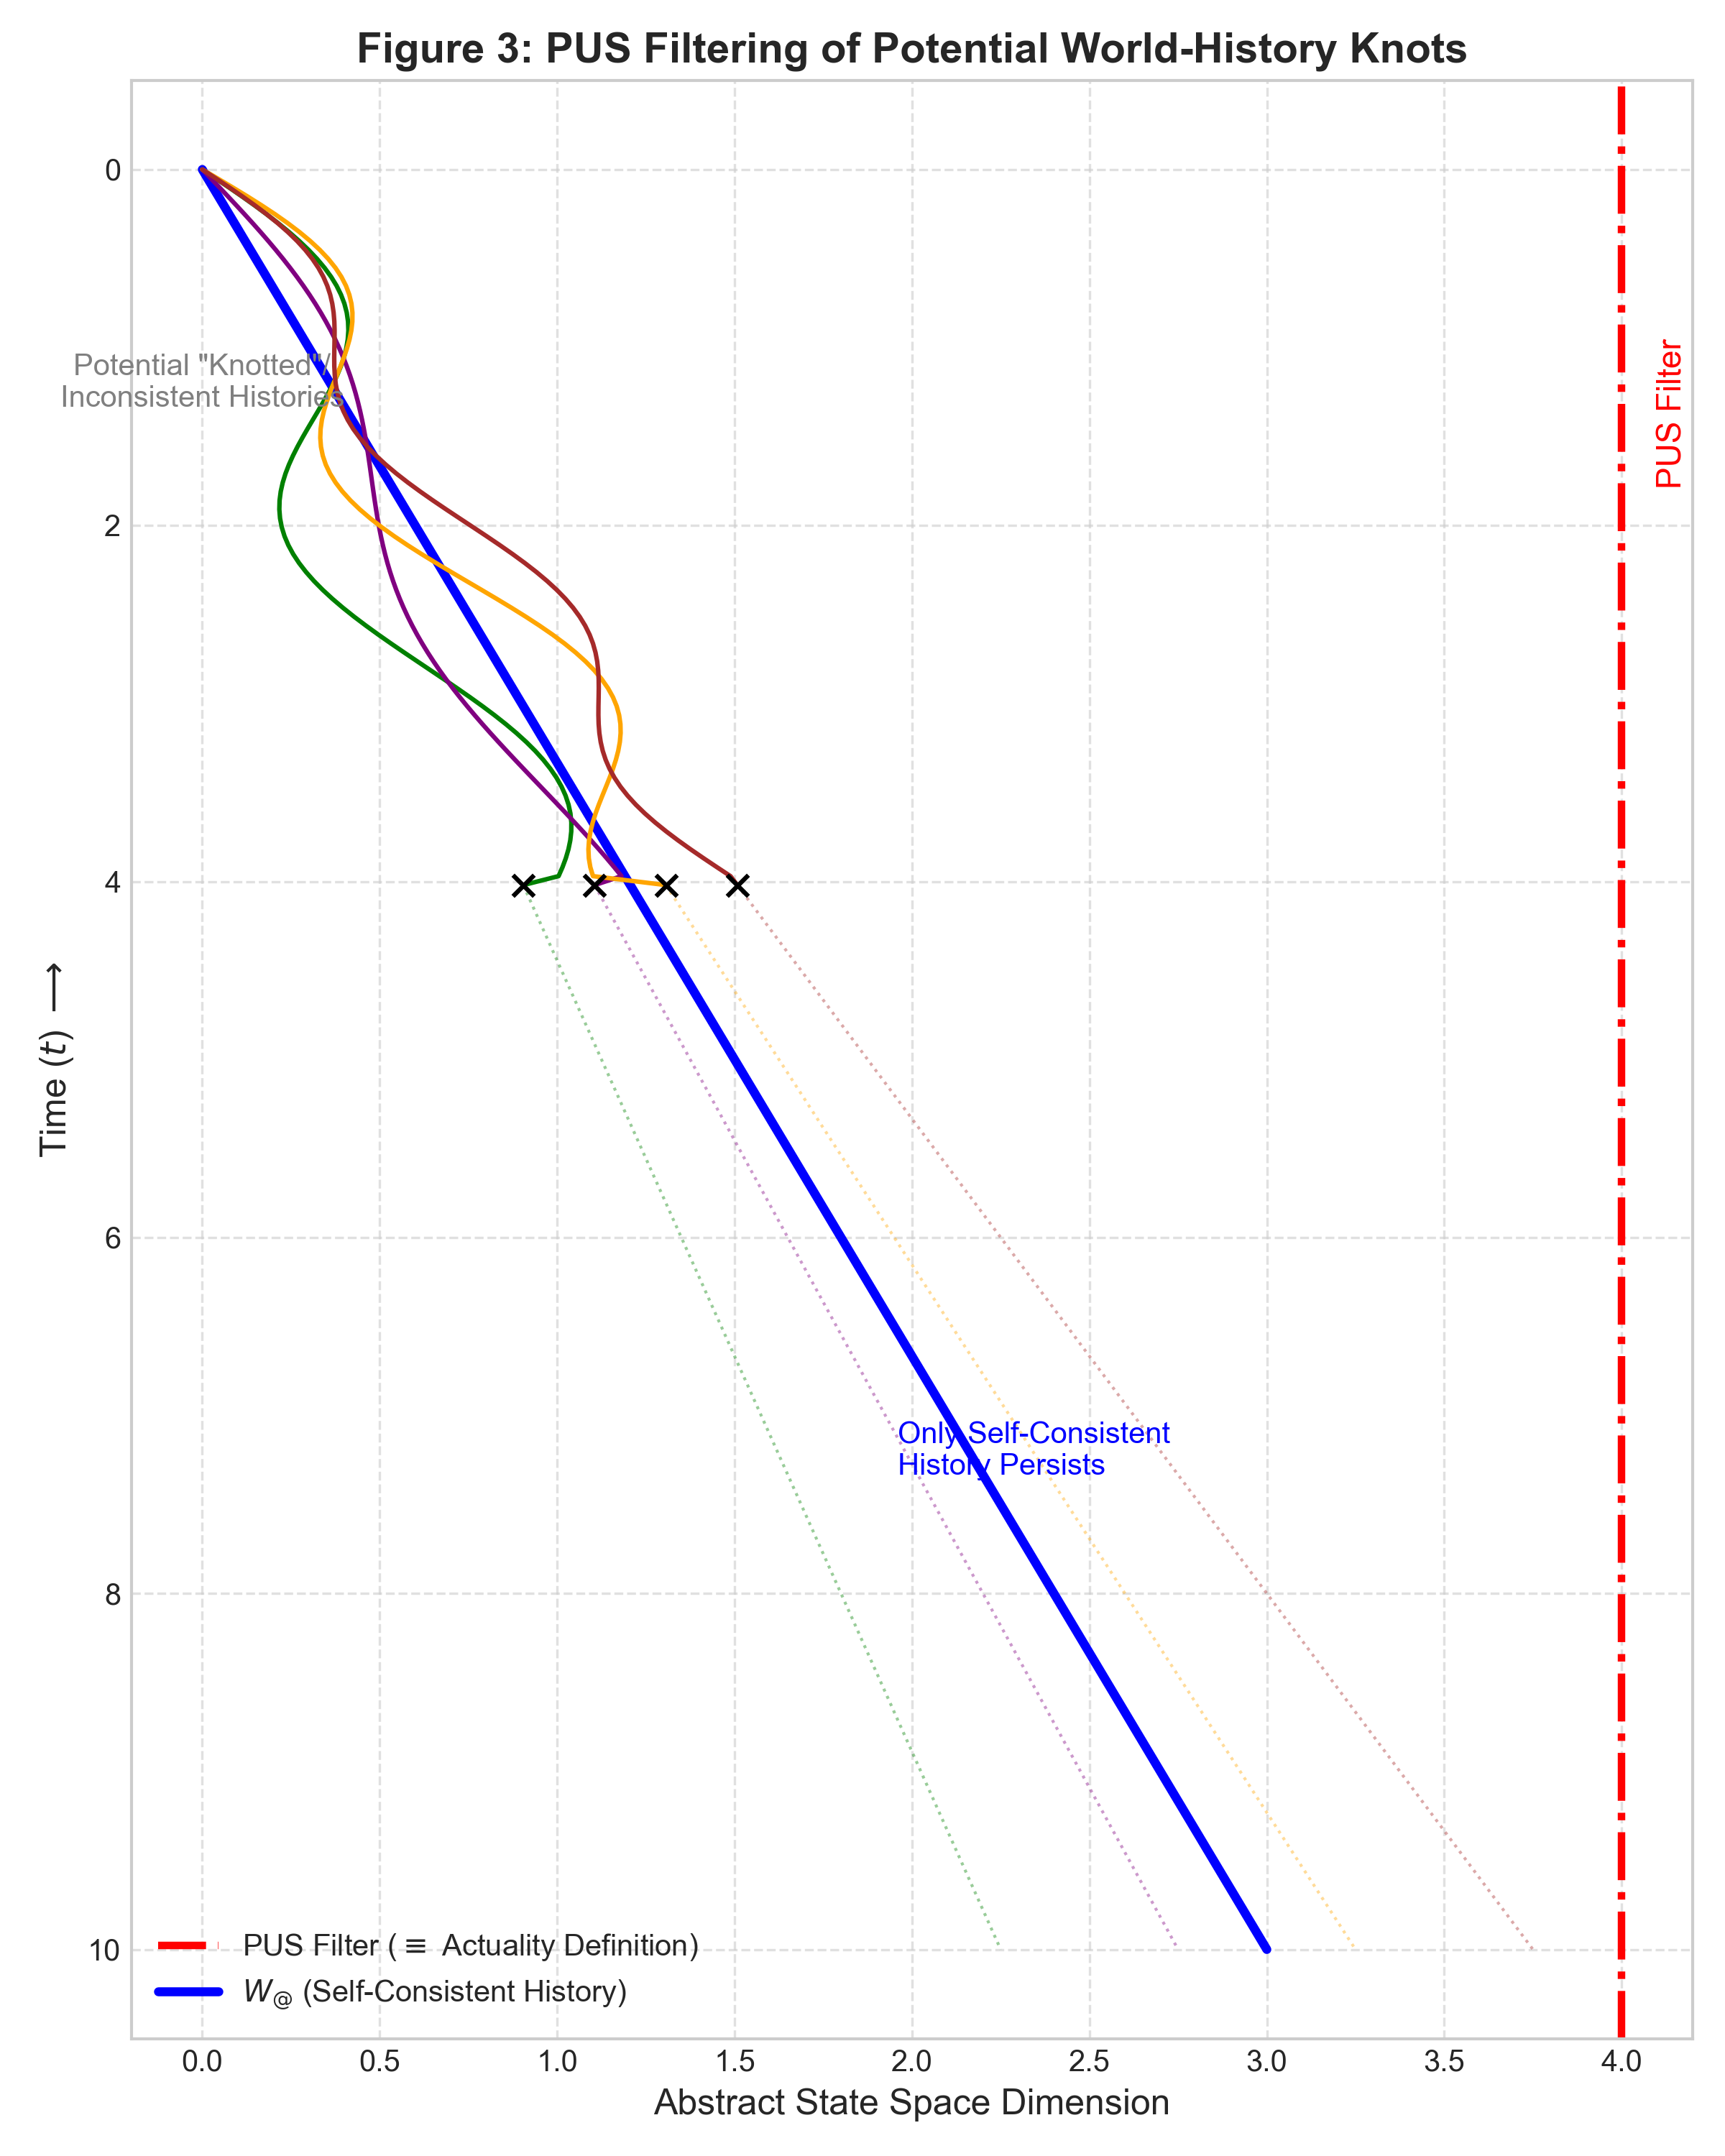 Figure 3: PUS Filtering of Potential World-History Knots
0
Potential "Knotted"/
Inconsistent Histories
PUS Filter
2
4
Time (t) ⟶
6
Only Self-Consistent
History Persists
8
10
PUS Filter ( ≡ Actuality Definition)
W@ (Self-Consistent History)
0.0 0.5 1.0 1.5 2.0 2.5 3.0 3.5 4.0
Abstract State Space Dimension